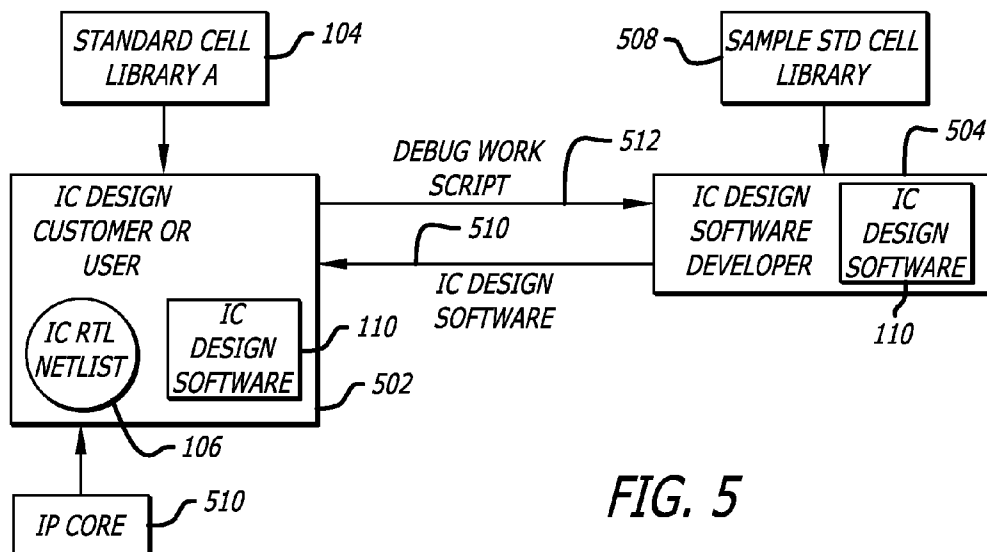 STANDARD CELL
LIBRARY A
104
508
SAMPLE STD CELL
LIBRARY
504
DEBUG WORK
SCRIPT
512
IC DESIGN
CUSTOMER OR
USER
510
IC DESIGN
SOFTWARE
IC DESIGN
SOFTWARE
DEVELOPER
IC
DESIGN
SOFTWARE
110
IC RTL
NETLIST
IC
DESIGN
SOFTWARE
110
502
106
IP CORE
510
FIG. 5